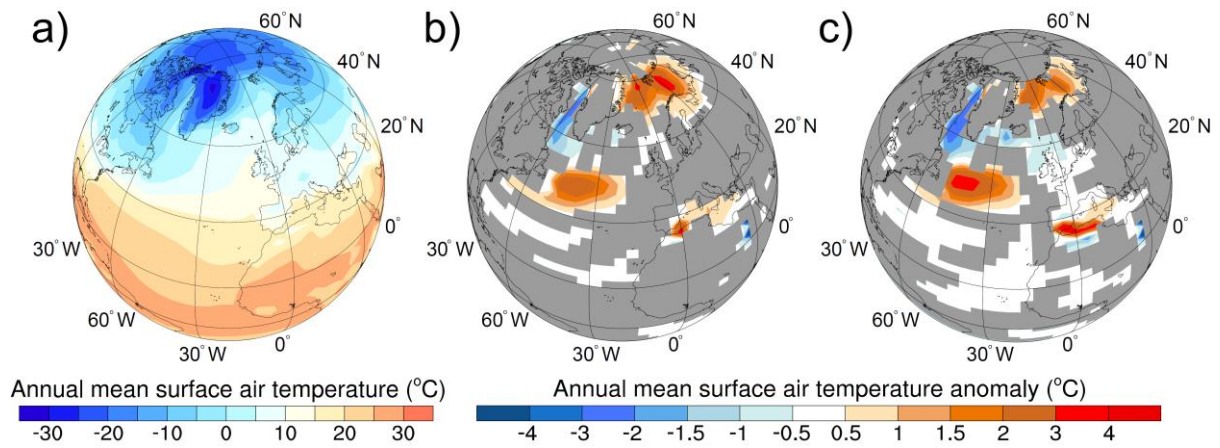 a) b) c)
60°N 60°N 60°N
40°N 40°N 40°N
20°N 20°N 20°N
0° 0° 0°
30°W 30°W 30°W
60°W 60°W 60°W
30°W 0° 30°W 0° 30°W 0°
Annual mean surface air temperature (°C)
-30 -20 -10 0 10 20 30
Annual mean surface air temperature anomaly (°C)
-4 -3 -2 -1.5 -1 -0.5 0.5 1 1.5 2 3 4